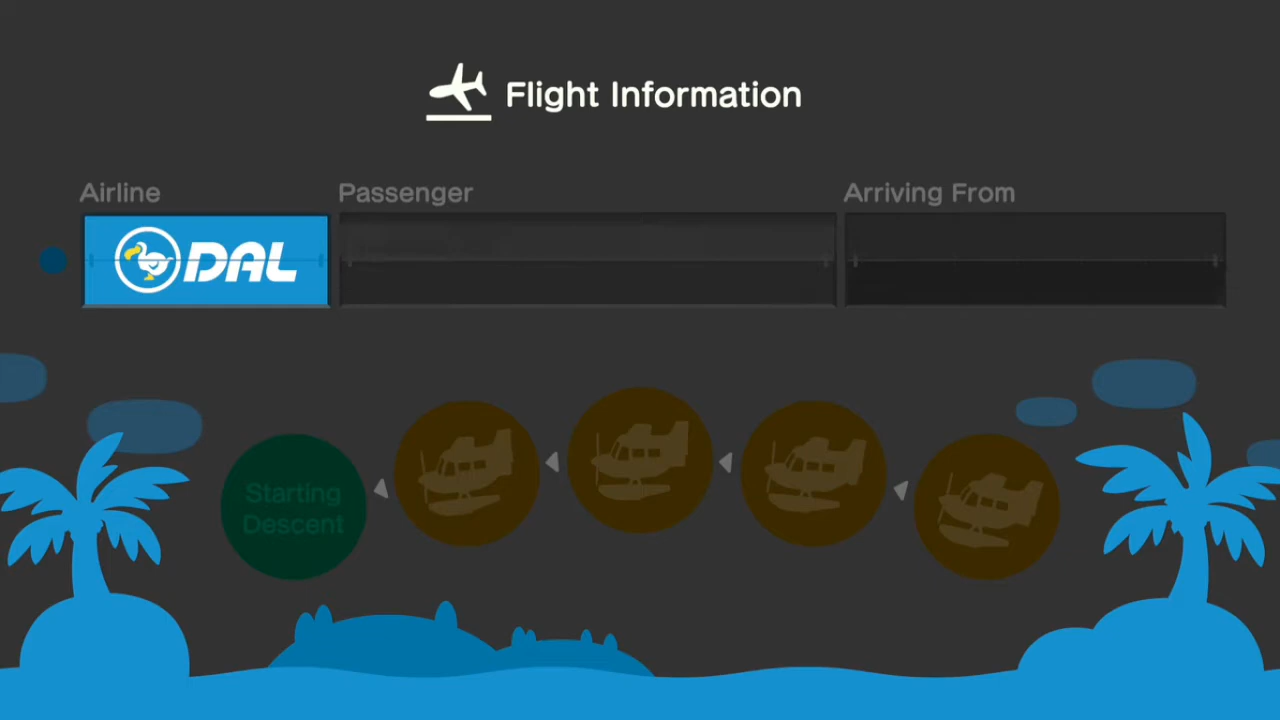 Flight Information
Airline
Passenger
Arriving From
DAL
Starting
Descent